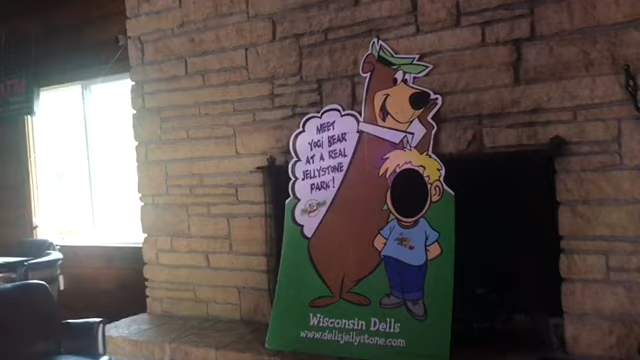 MEET
YOGI BEAR
AT A REAL
JELLYSTONE
PARK!
Wisconsin Dells
www.dellsjellystone.com